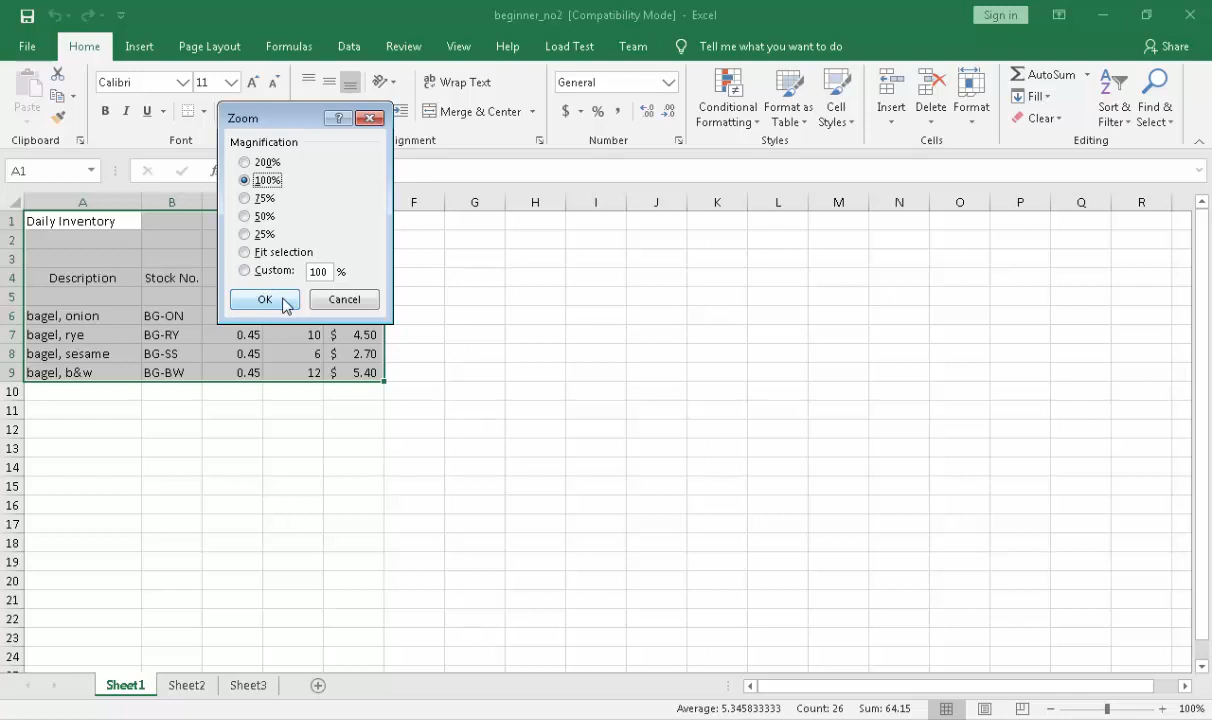 beginner_no2 [Compatibility Mode] - Excel
Sign in
File Home Insert Page Layout Formulas Data Review View Help Load Test Team Tell me what you want to do Share
Paste
Calibri 11
B I U
Wrap Text
Merge & Center
General
$ % ,
Conditional Formatting
Format as Table
Cell Styles
Insert
Delete
Format
AutoSum
Fill
Clear
Sort & Filter
Find & Select
Clipboard Font Number Styles Cells Editing
A1
Zoom
Magnification
200%
100%
75%
50%
25%
Fit selection
Custom: 100 %
OK Cancel
A B F G H I J K L M N O P Q R
1 Daily Inventory
2
3
4 Description Stock No.
5
6 bagel, onion BG-ON
7 bagel, rye BG-RY 0.45 10 $ 4.50
8 bagel, sesame BG-SS 0.45 6 $ 2.70
9 bagel, b&w BG-BW 0.45 12 $ 5.40
10
11
12
13
14
15
16
17
18
19
20
21
22
23
24
Sheet1 Sheet2 Sheet3
Average: 5.345833333 Count: 26 Sum: 64.15 100%